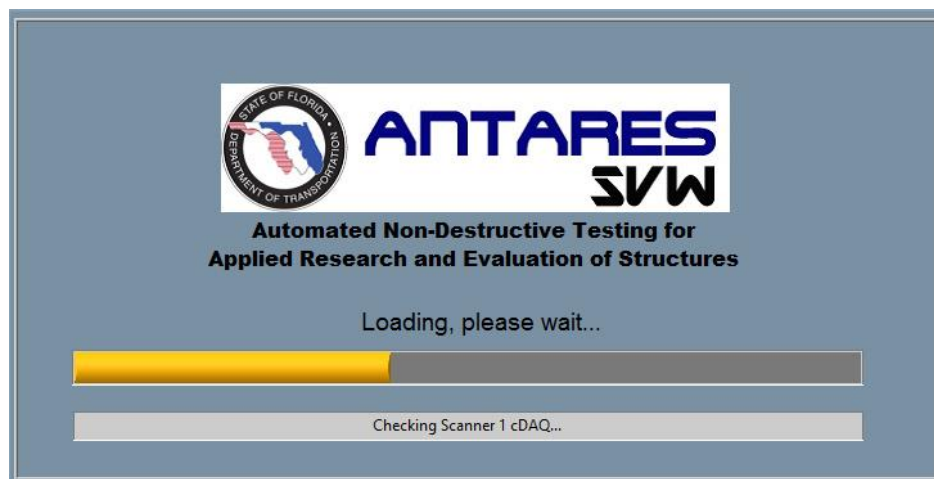 STATE OF FLORIDA
DEPARTMENT OF TRANSPORTATION
ANTARES
SVW
Automated Non-Destructive Testing for
Applied Research and Evaluation of Structures
Loading, please wait...
Checking Scanner 1 cDAQ...